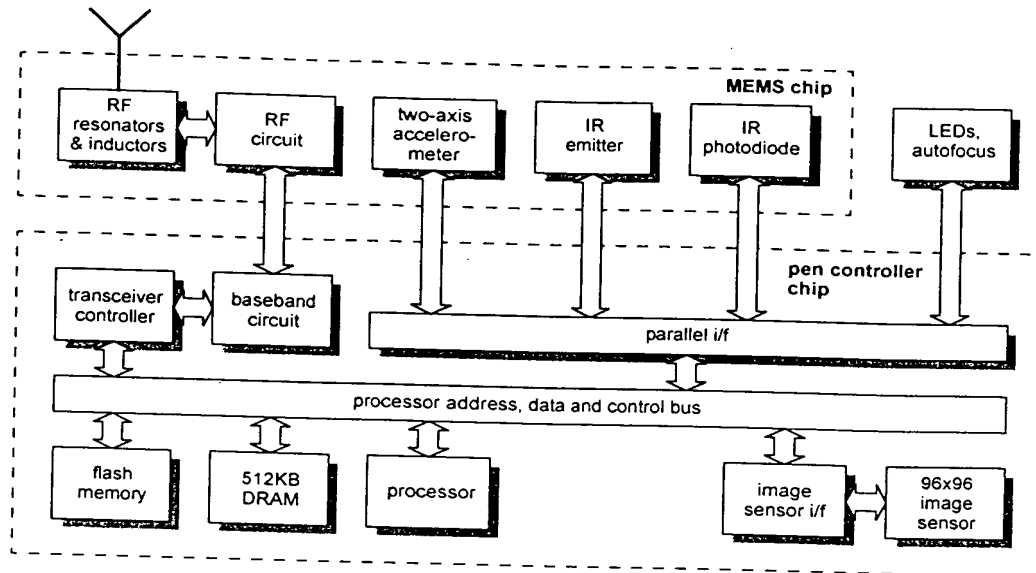 MEMS chip
RF
resonators
& inductors
RF
circuit
two-axis
accelero-
meter
IR
emitter
IR
photodiode
LEDs,
autofocus
pen controller
chip
transceiver
controller
baseband
circuit
parallel i/f
processor address, data and control bus
flash
memory
512KB
DRAM
processor
image
sensor i/f
96x96
image
sensor